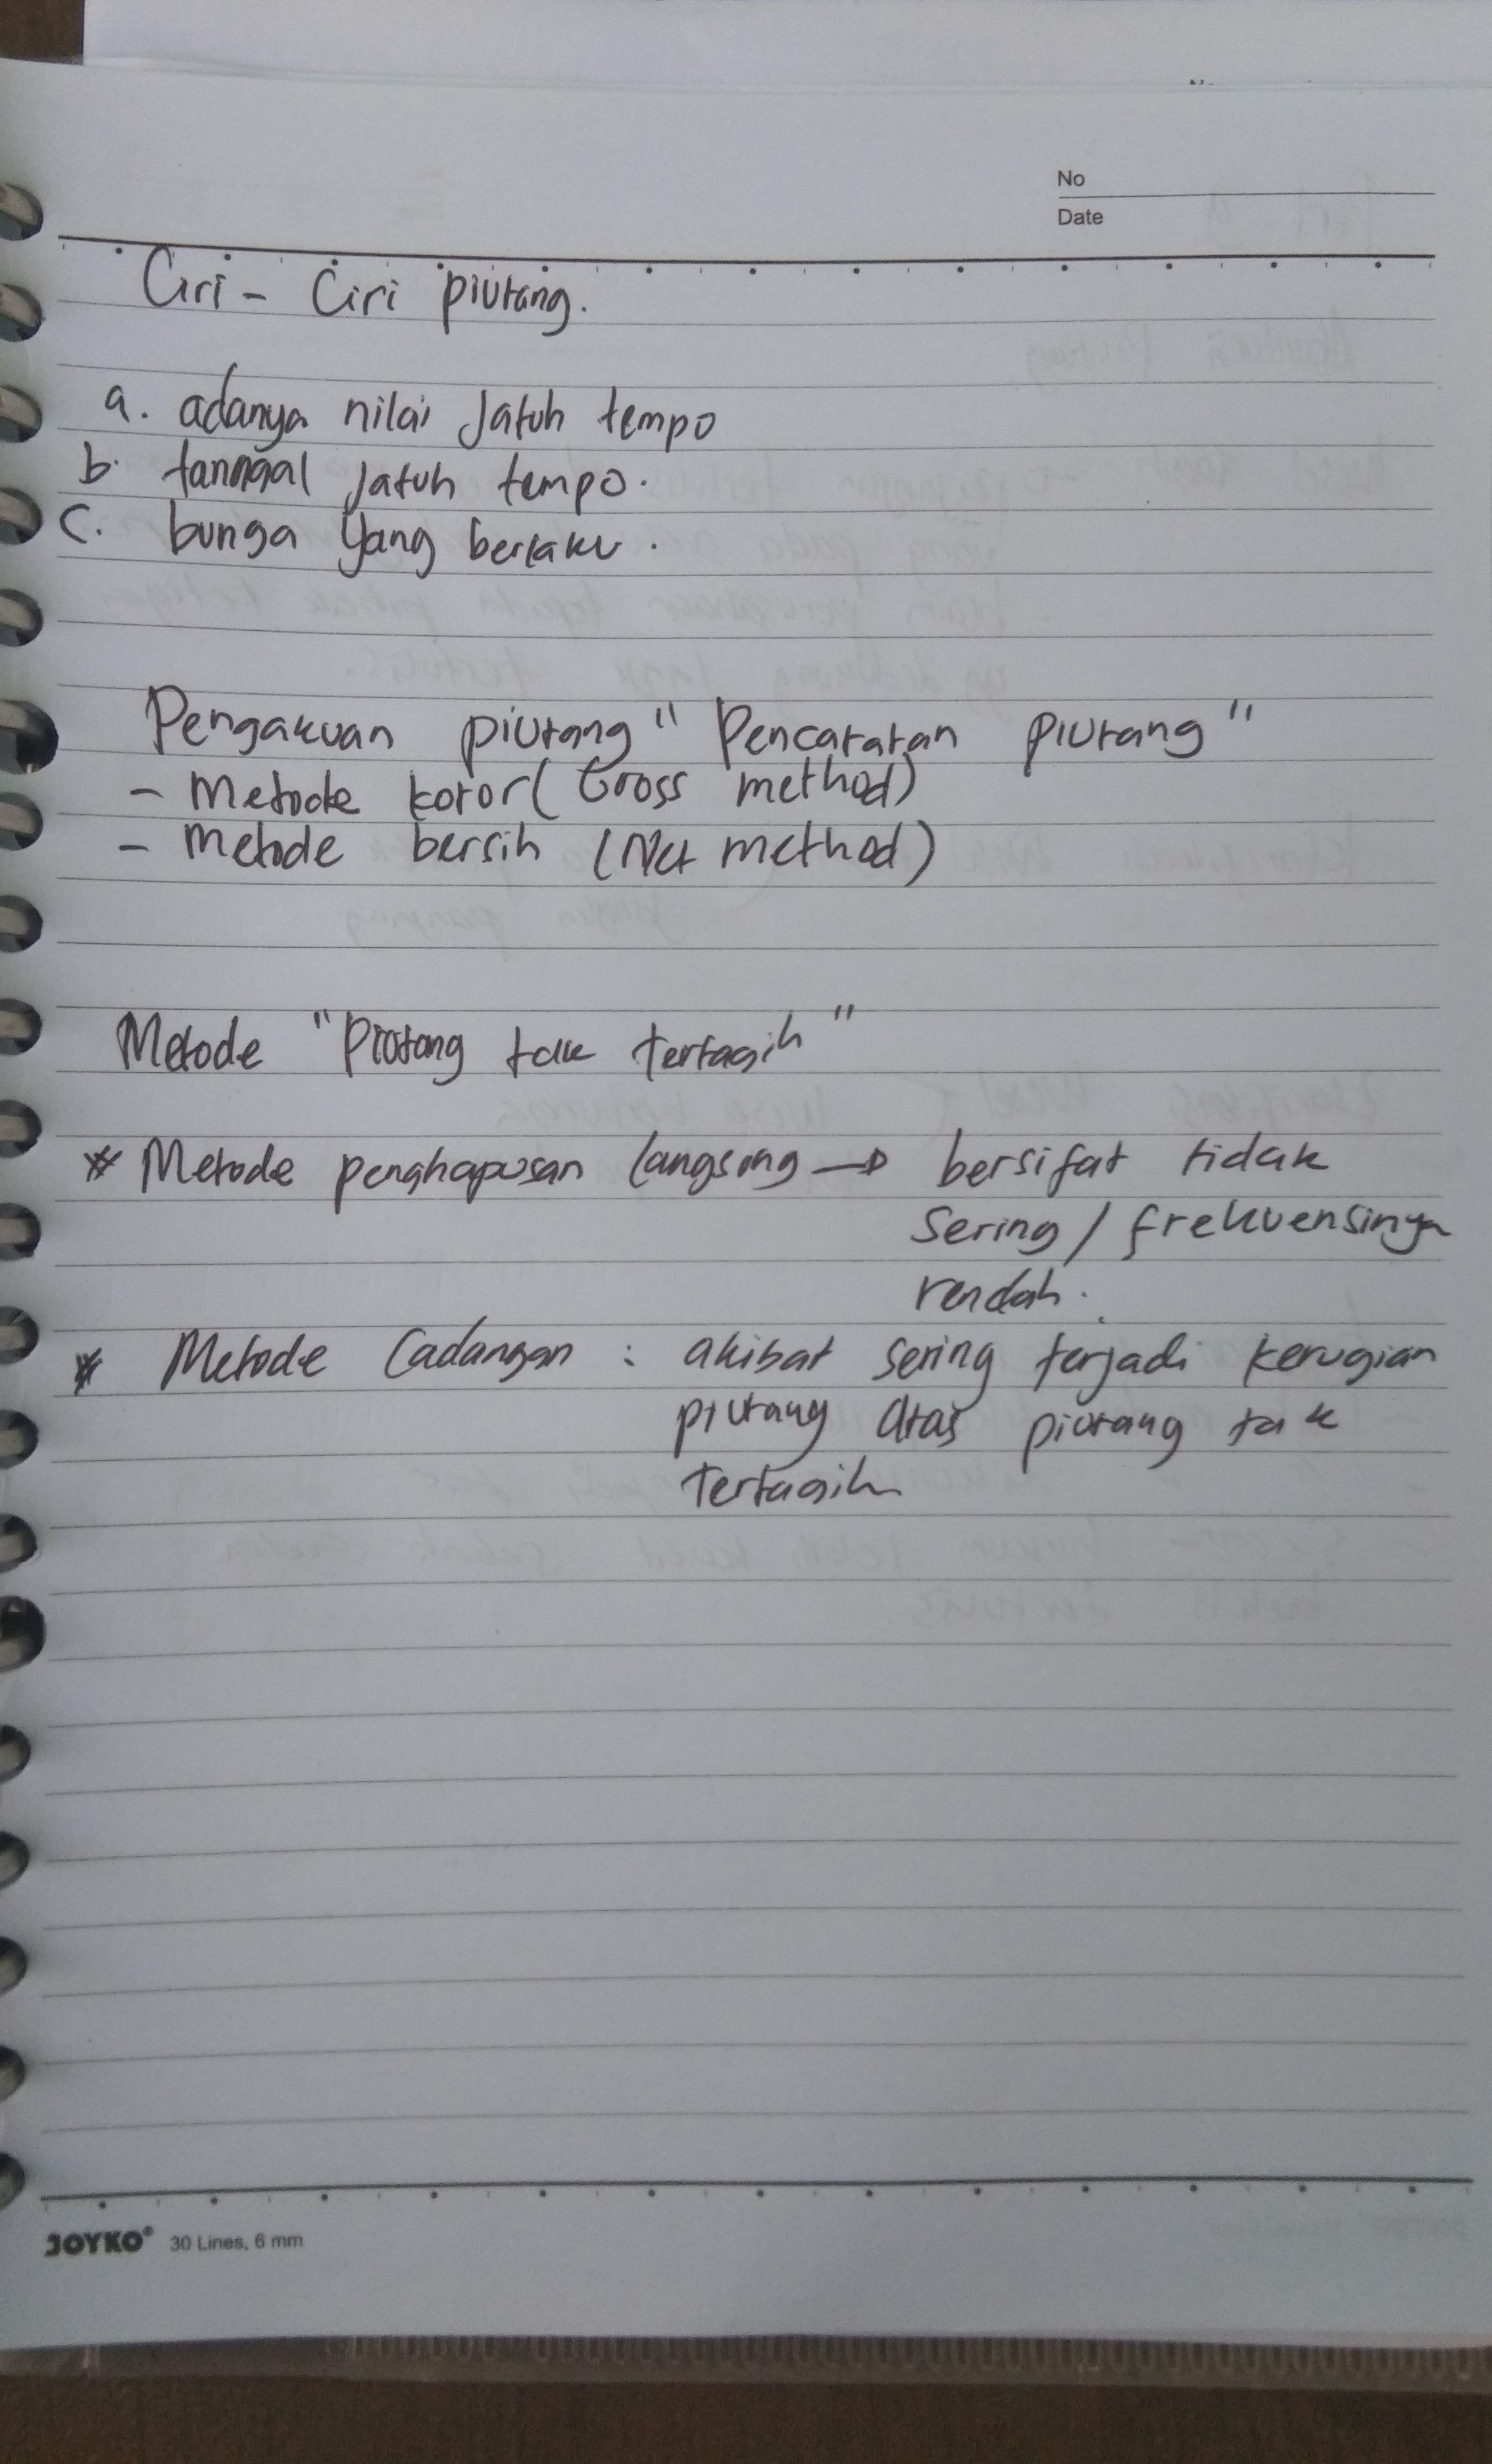 No
Date
Ciri - Ciri piutang.
a. adanya nilai Jatuh tempo
b. tanggal jatuh tempo.
C. bunga yang berlaku.
Pengakuan piutang " Pencatatan piutang "
- Metode kotor ( Gross method)
- Metode bersih (Net method)
Metode "Piutang tak tertagih"
* Metode penghapusan langsung → bersifat tidak
Sering / frekuensinya
rendah.
* Metode Cadangan : akibat sering terjadi kerugian
piutang atas piutang tak
Tertagih
JOYKO® 30 Lines, 6 mm